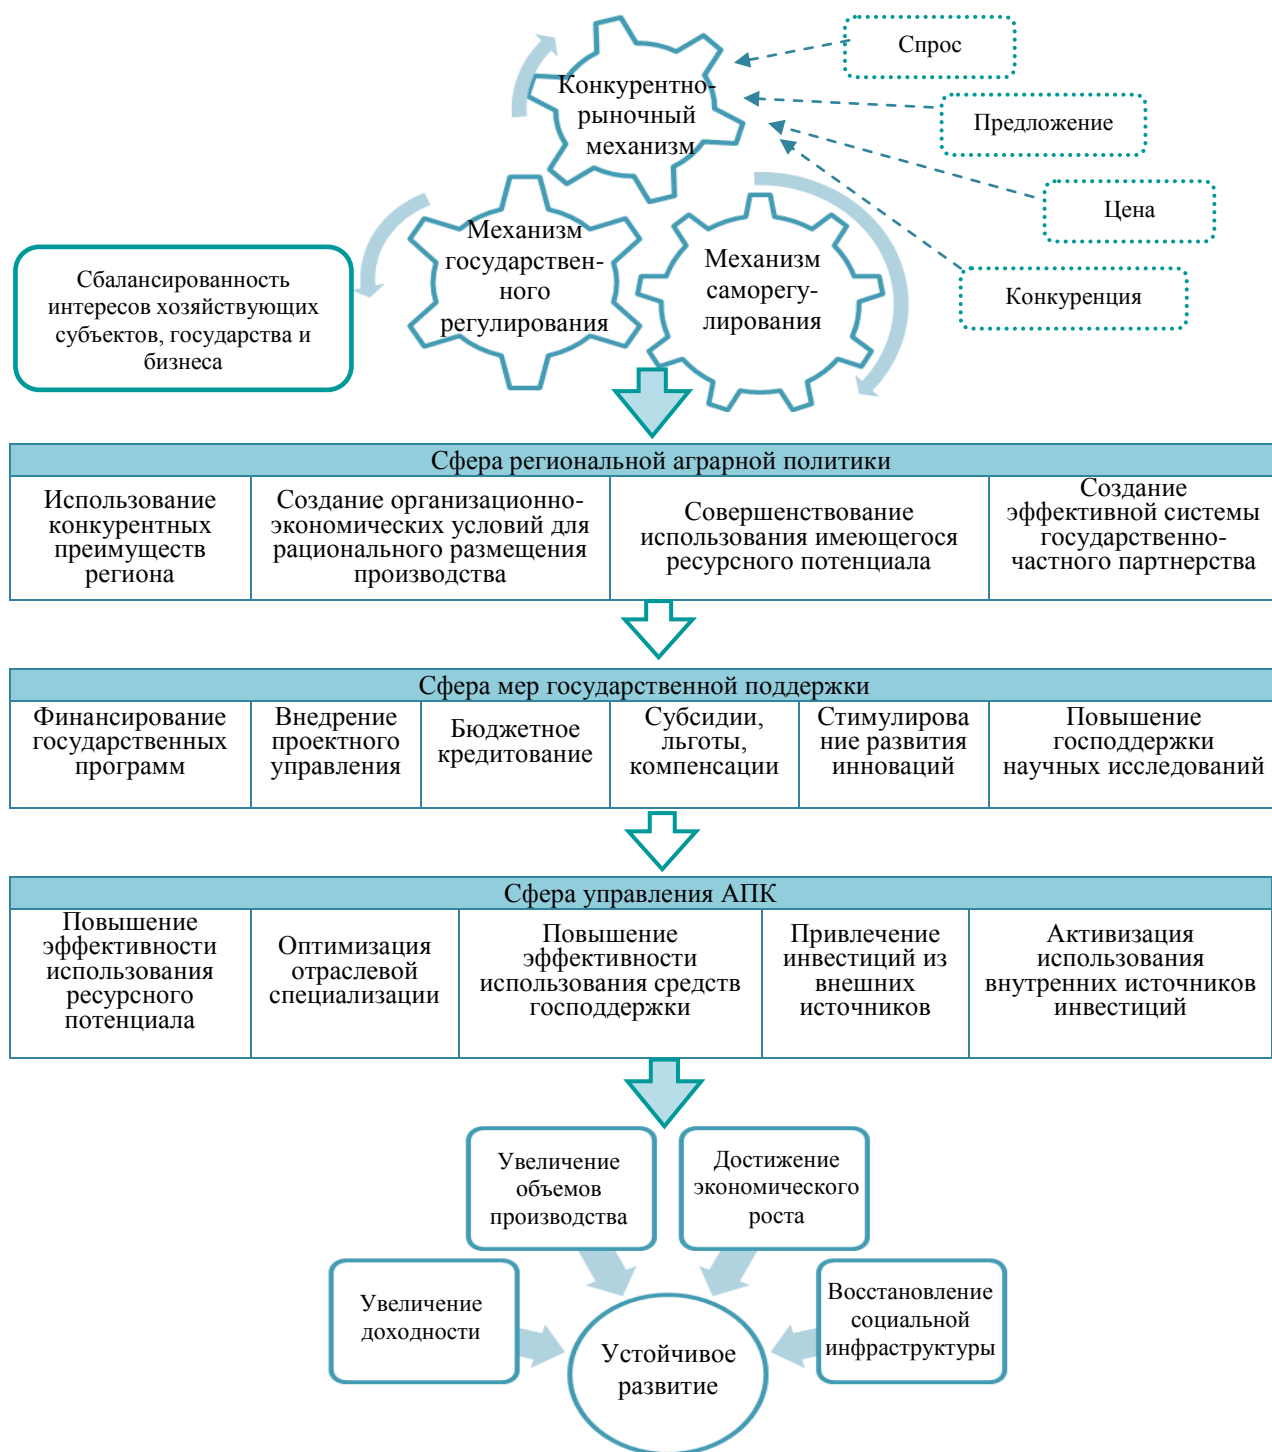 Спрос
Конкурентно-
рыночный
механизм
Предложение
Цена
Конкуренция
Механизм
государствен-
ного
регулирования
Механизм
саморегу-
лирования
Сбалансированность
интересов хозяйствующих
субъектов, государства и
бизнеса
Сфера региональной аграрной политики
Использование
конкурентных
преимуществ
региона
Создание организационно-
экономических условий для
рационального размещения
производства
Совершенствование
использования имеющегося
ресурсного потенциала
Создание
эффективной системы
государственно-
частного партнерства
Сфера мер государственной поддержки
Финансирование
государственных
программ
Внедрение
проектного
управления
Бюджетное
кредитование
Субсидии,
льготы,
компенсации
Стимулирова
ние развития
инноваций
Повышение
господдержки
научных исследований
Сфера управления АПК
Повышение
эффективности
использования
ресурсного
потенциала
Оптимизация
отраслевой
специализации
Повышение
эффективности
использования средств
господдержки
Привлечение
инвестиций из
внешних
источников
Активизация
использования
внутренних источников
инвестиций
Увеличение
объемов
производства
Достижение
экономического
роста
Увеличение
доходности
Восстановление
социальной
инфраструктуры
Устойчивое
развитие